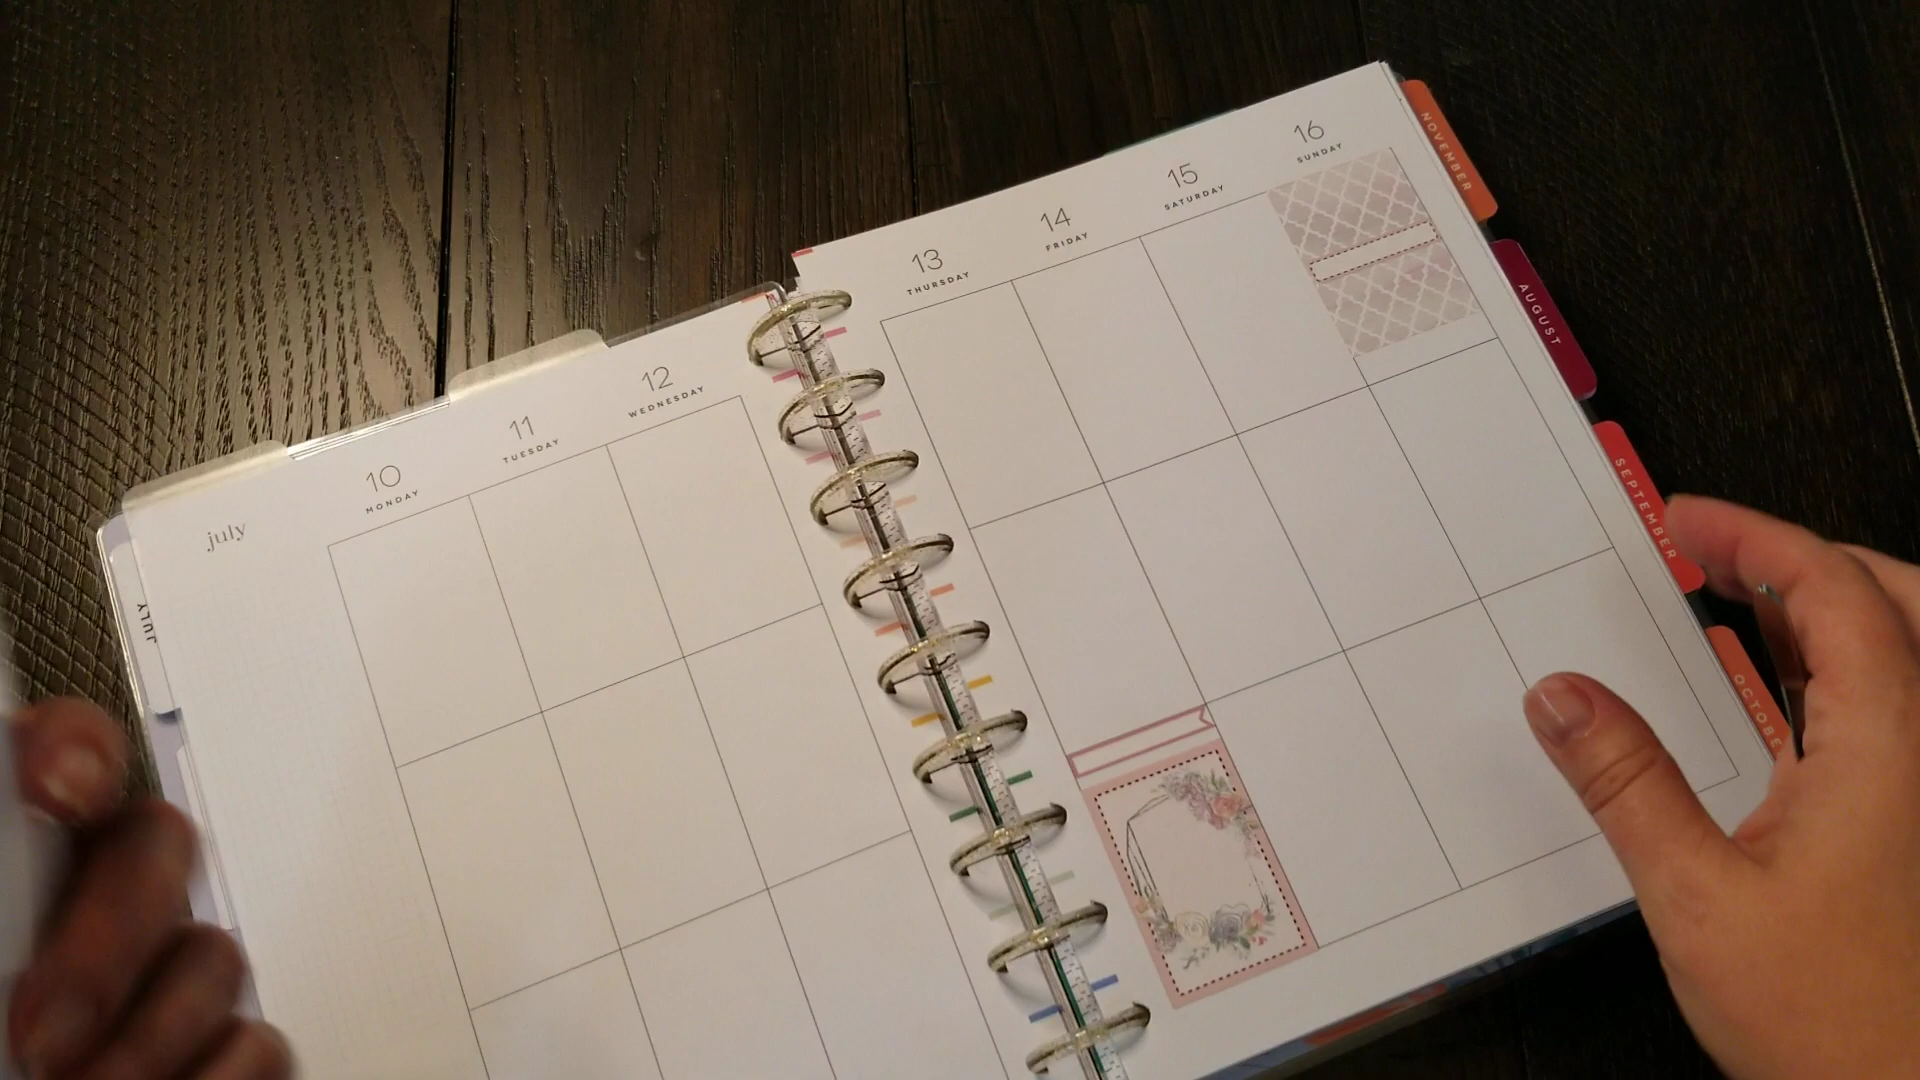 july
10
MONDAY
11
TUESDAY
12
WEDNESDAY
13
THURSDAY
14
FRIDAY
15
SATURDAY
16
SUNDAY
NOVEMBER
AUGUST
SEPTEMBER
OCTOBE
JULY